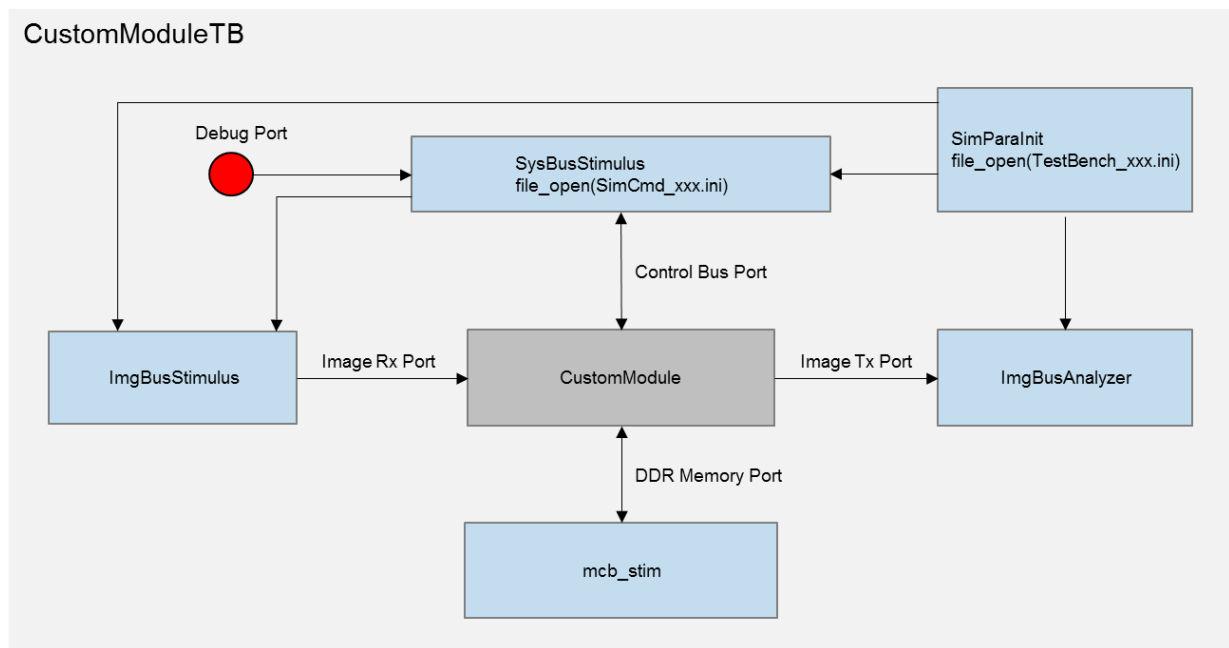 CustomModuleTB
Debug Port
SysBusStimulus
file_open(SimCmd_xxx.ini)
SimParaInit
file_open(TestBench_xxx.ini)
Control Bus Port
ImgBusStimulus
Image Rx Port
CustomModule
Image Tx Port
ImgBusAnalyzer
DDR Memory Port
mcb_stim